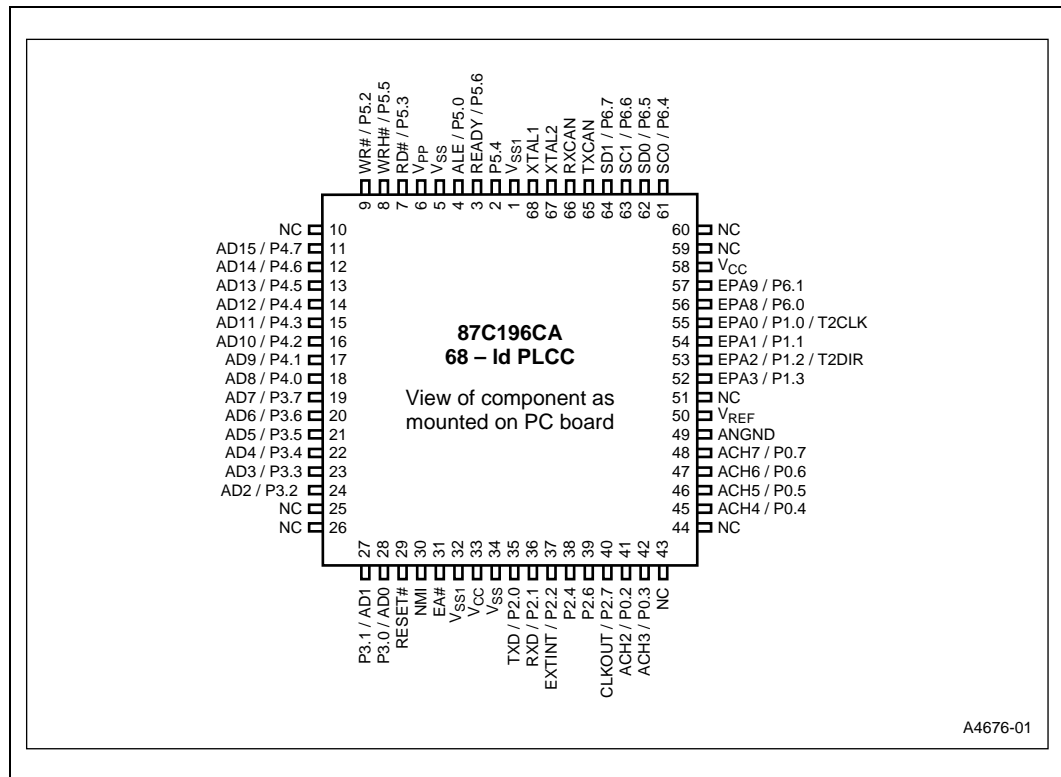 WR# / P5.2
WRH# / P5.5
RD# / P5.3
VPP
VSS
ALE / P5.0
READY / P5.6
P5.4
VSS1
XTAL1
XTAL2
RXCAN
TXCAN
SD1 / P6.7
SC1 / P6.6
SD0 / P6.5
SC0 / P6.4
9 8 7 6 5 4 3 2 1 68 67 66 65 64 63 62 61
NC 10
AD15 / P4.7 11
AD14 / P4.6 12
AD13 / P4.5 13
AD12 / P4.4 14
AD11 / P4.3 15
AD10 / P4.2 16
AD9 / P4.1 17
AD8 / P4.0 18
AD7 / P3.7 19
AD6 / P3.6 20
AD5 / P3.5 21
AD4 / P3.4 22
AD3 / P3.3 23
AD2 / P3.2 24
NC 25
NC 26
87C196CA
68 – ld PLCC
View of component as
mounted on PC board
60 NC
59 NC
58 VCC
57 EPA9 / P6.1
56 EPA8 / P6.0
55 EPA0 / P1.0 / T2CLK
54 EPA1 / P1.1
53 EPA2 / P1.2 / T2DIR
52 EPA3 / P1.3
51 NC
50 VREF
49 ANGND
48 ACH7 / P0.7
47 ACH6 / P0.6
46 ACH5 / P0.5
45 ACH4 / P0.4
44 NC
27 28 29 30 31 32 33 34 35 36 37 38 39 40 41 42 43
P3.1 / AD1
P3.0 / AD0
RESET#
NMI
EA#
VSS1
VCC
VSS
TXD / P2.0
RXD / P2.1
EXTINT / P2.2
P2.4
P2.6
CLKOUT / P2.7
ACH2 / P0.2
ACH3 / P0.3
NC
A4676-01